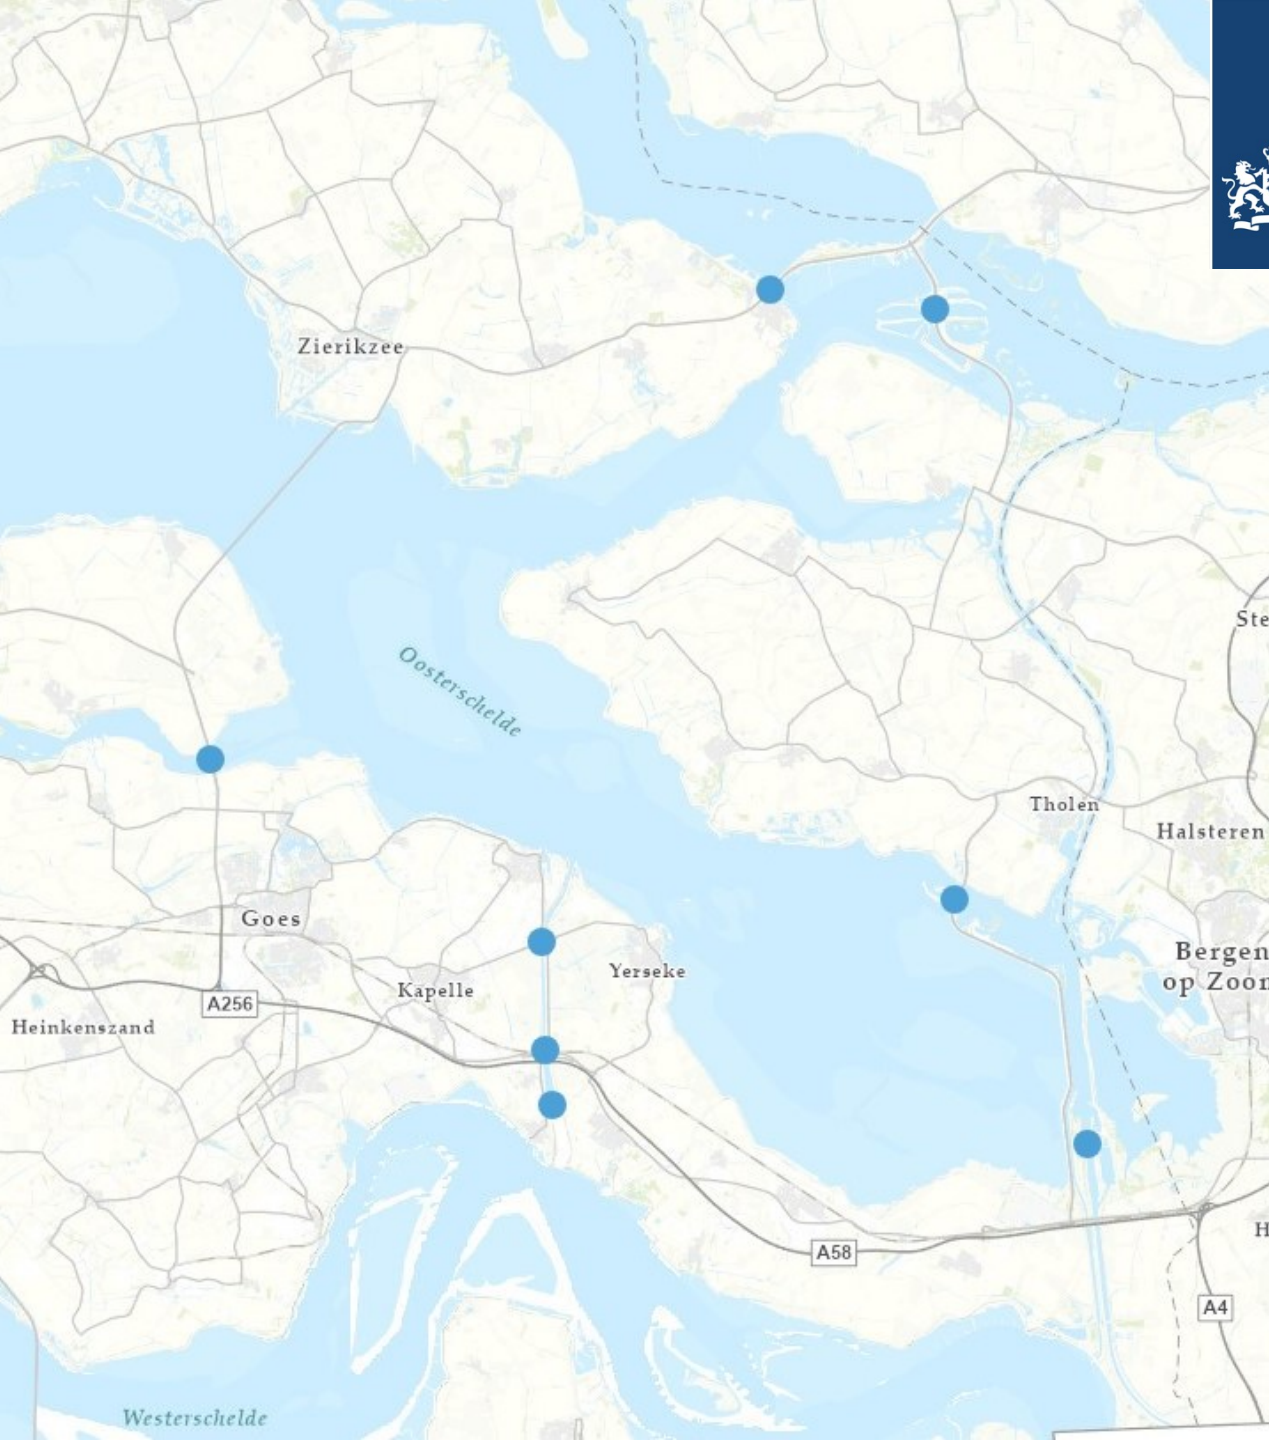 Zierikzee
Oosterschelde
Ste
Tholen
Halsteren
Goes
Bergen
op Zoom
Yerseke
Kapelle
A256
Heinkenszand
H
A58
A4
Westerschelde